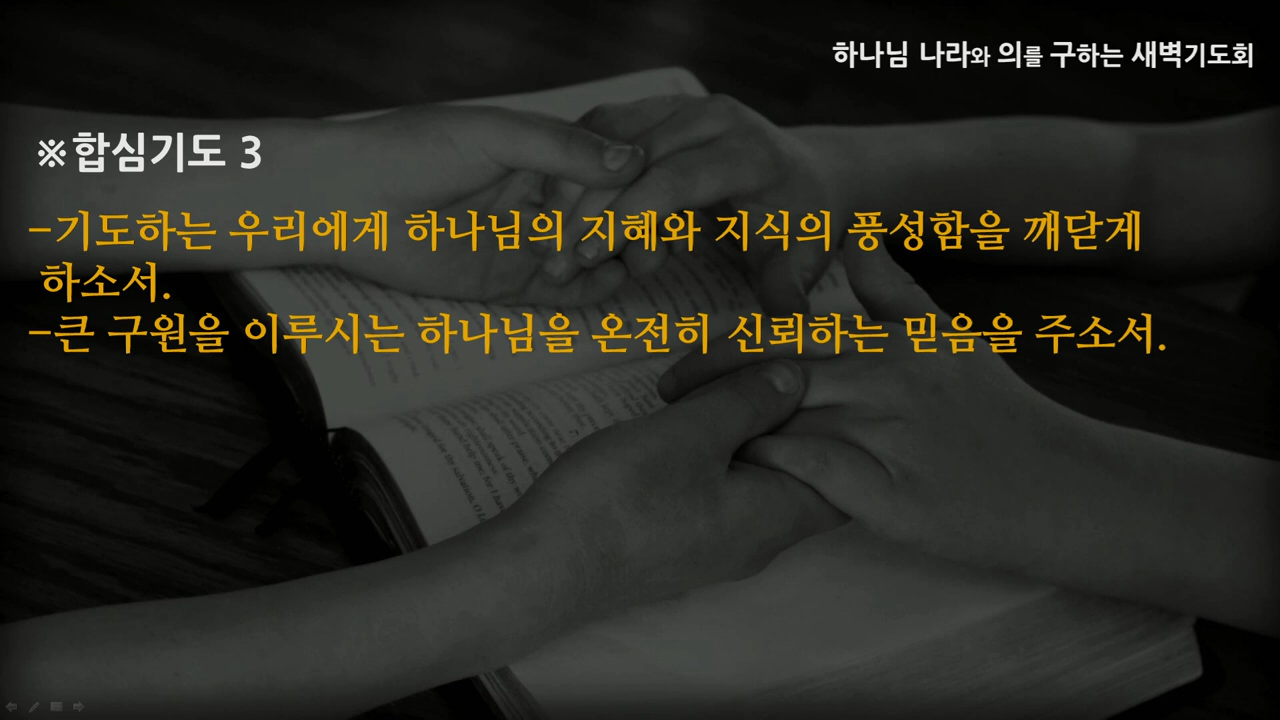 하나님 나라와 의를 구하는 새벽기도회
※합심기도 3
-기도하는 우리에게 하나님의 지혜와 지식의 풍성함을 깨닫게
하소서.
-큰 구원을 이루시는 하나님을 온전히 신뢰하는 믿음을 주소서.